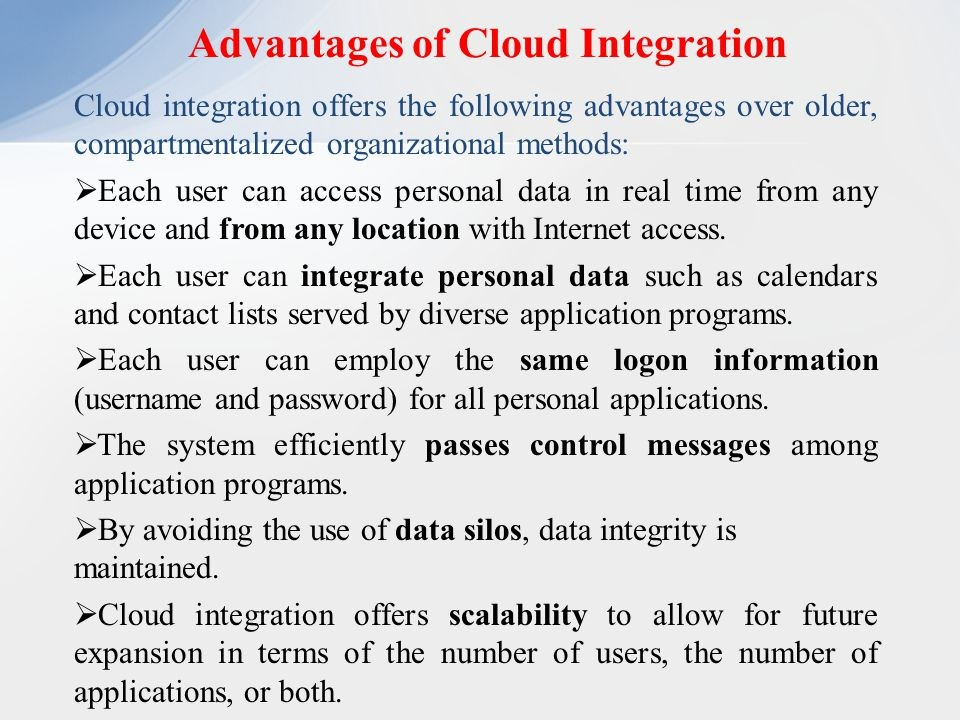 Advantages of Cloud Integration
Cloud integration offers the following advantages over older,
compartmentalized organizational methods:
➢Each user can access personal data in real time from any
device and from any location with Internet access.
➢Each user can integrate personal data such as calendars
and contact lists served by diverse application programs.
➢Each user can employ the same logon information
(username and password) for all personal applications.
➢The system efficiently passes control messages among
application programs.
➢By avoiding the use of data silos, data integrity is
maintained.
➢Cloud integration offers scalability to allow for future
expansion in terms of the number of users, the number of
applications, or both.